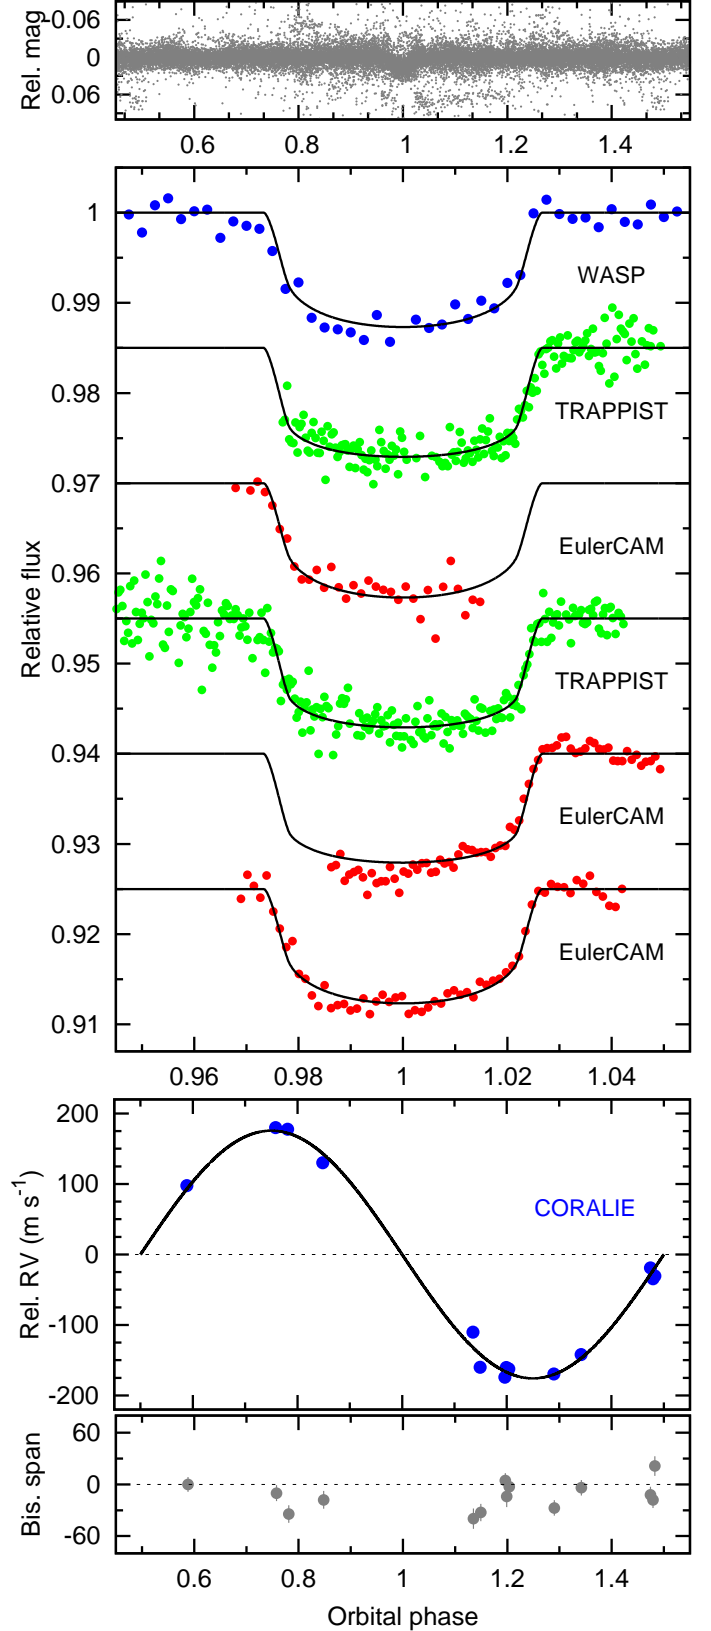 -0.06
0
0.06
Rel. mag
0.6 0.8 1 1.2 1.4
1
WASP
0.99
0.98
TRAPPIST
0.97
EulerCAM
0.96
Relative flux
0.95
TRAPPIST
0.94
EulerCAM
0.93
0.92
EulerCAM
0.91
0.96 0.98 1 1.02 1.04
200
100
CORALIE
0
-100
-200
Rel. RV (m s-1)
60
0
-60
Bis. span
0.6 0.8 1 1.2 1.4
Orbital phase